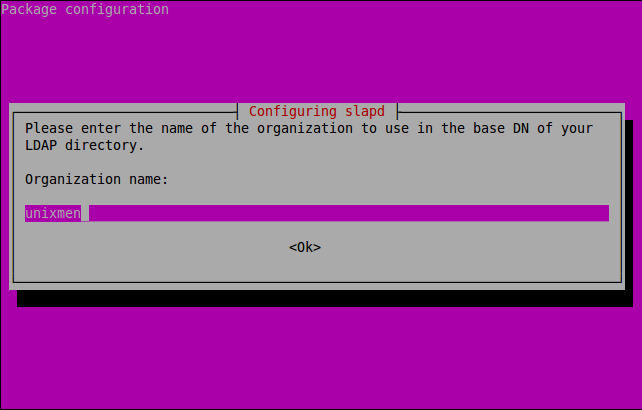 Package configuration
Configuring slapd
Please enter the name of the organization to use in the base DN of your
LDAP directory.
Organization name:
unixmen
<Ok>